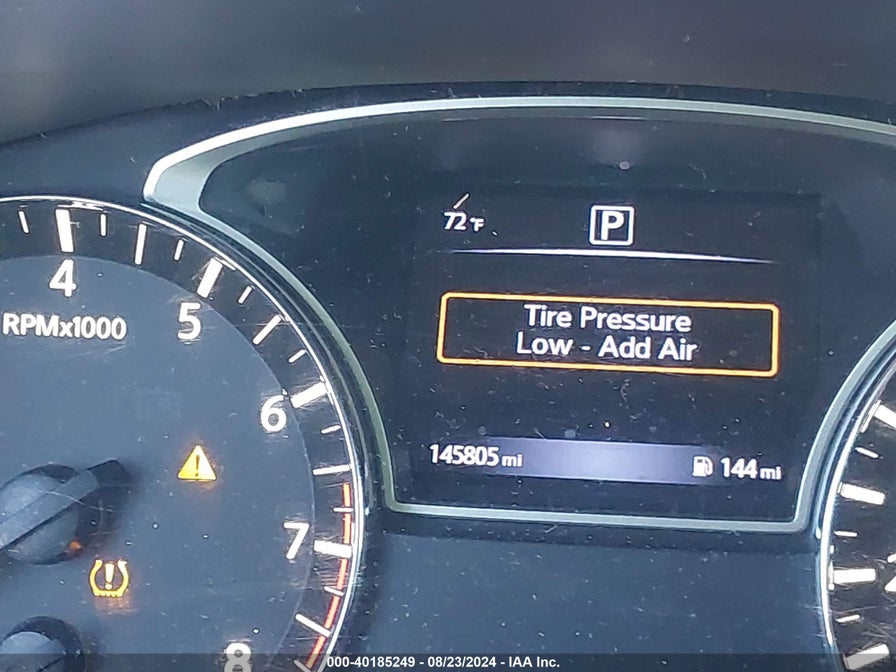 72°F
P
4
5
RPMx1000
Tire Pressure
Low - Add Air
6
145805 mi
144 mi
7
8
000-40185249 - 08/23/2024 - IAA Inc.